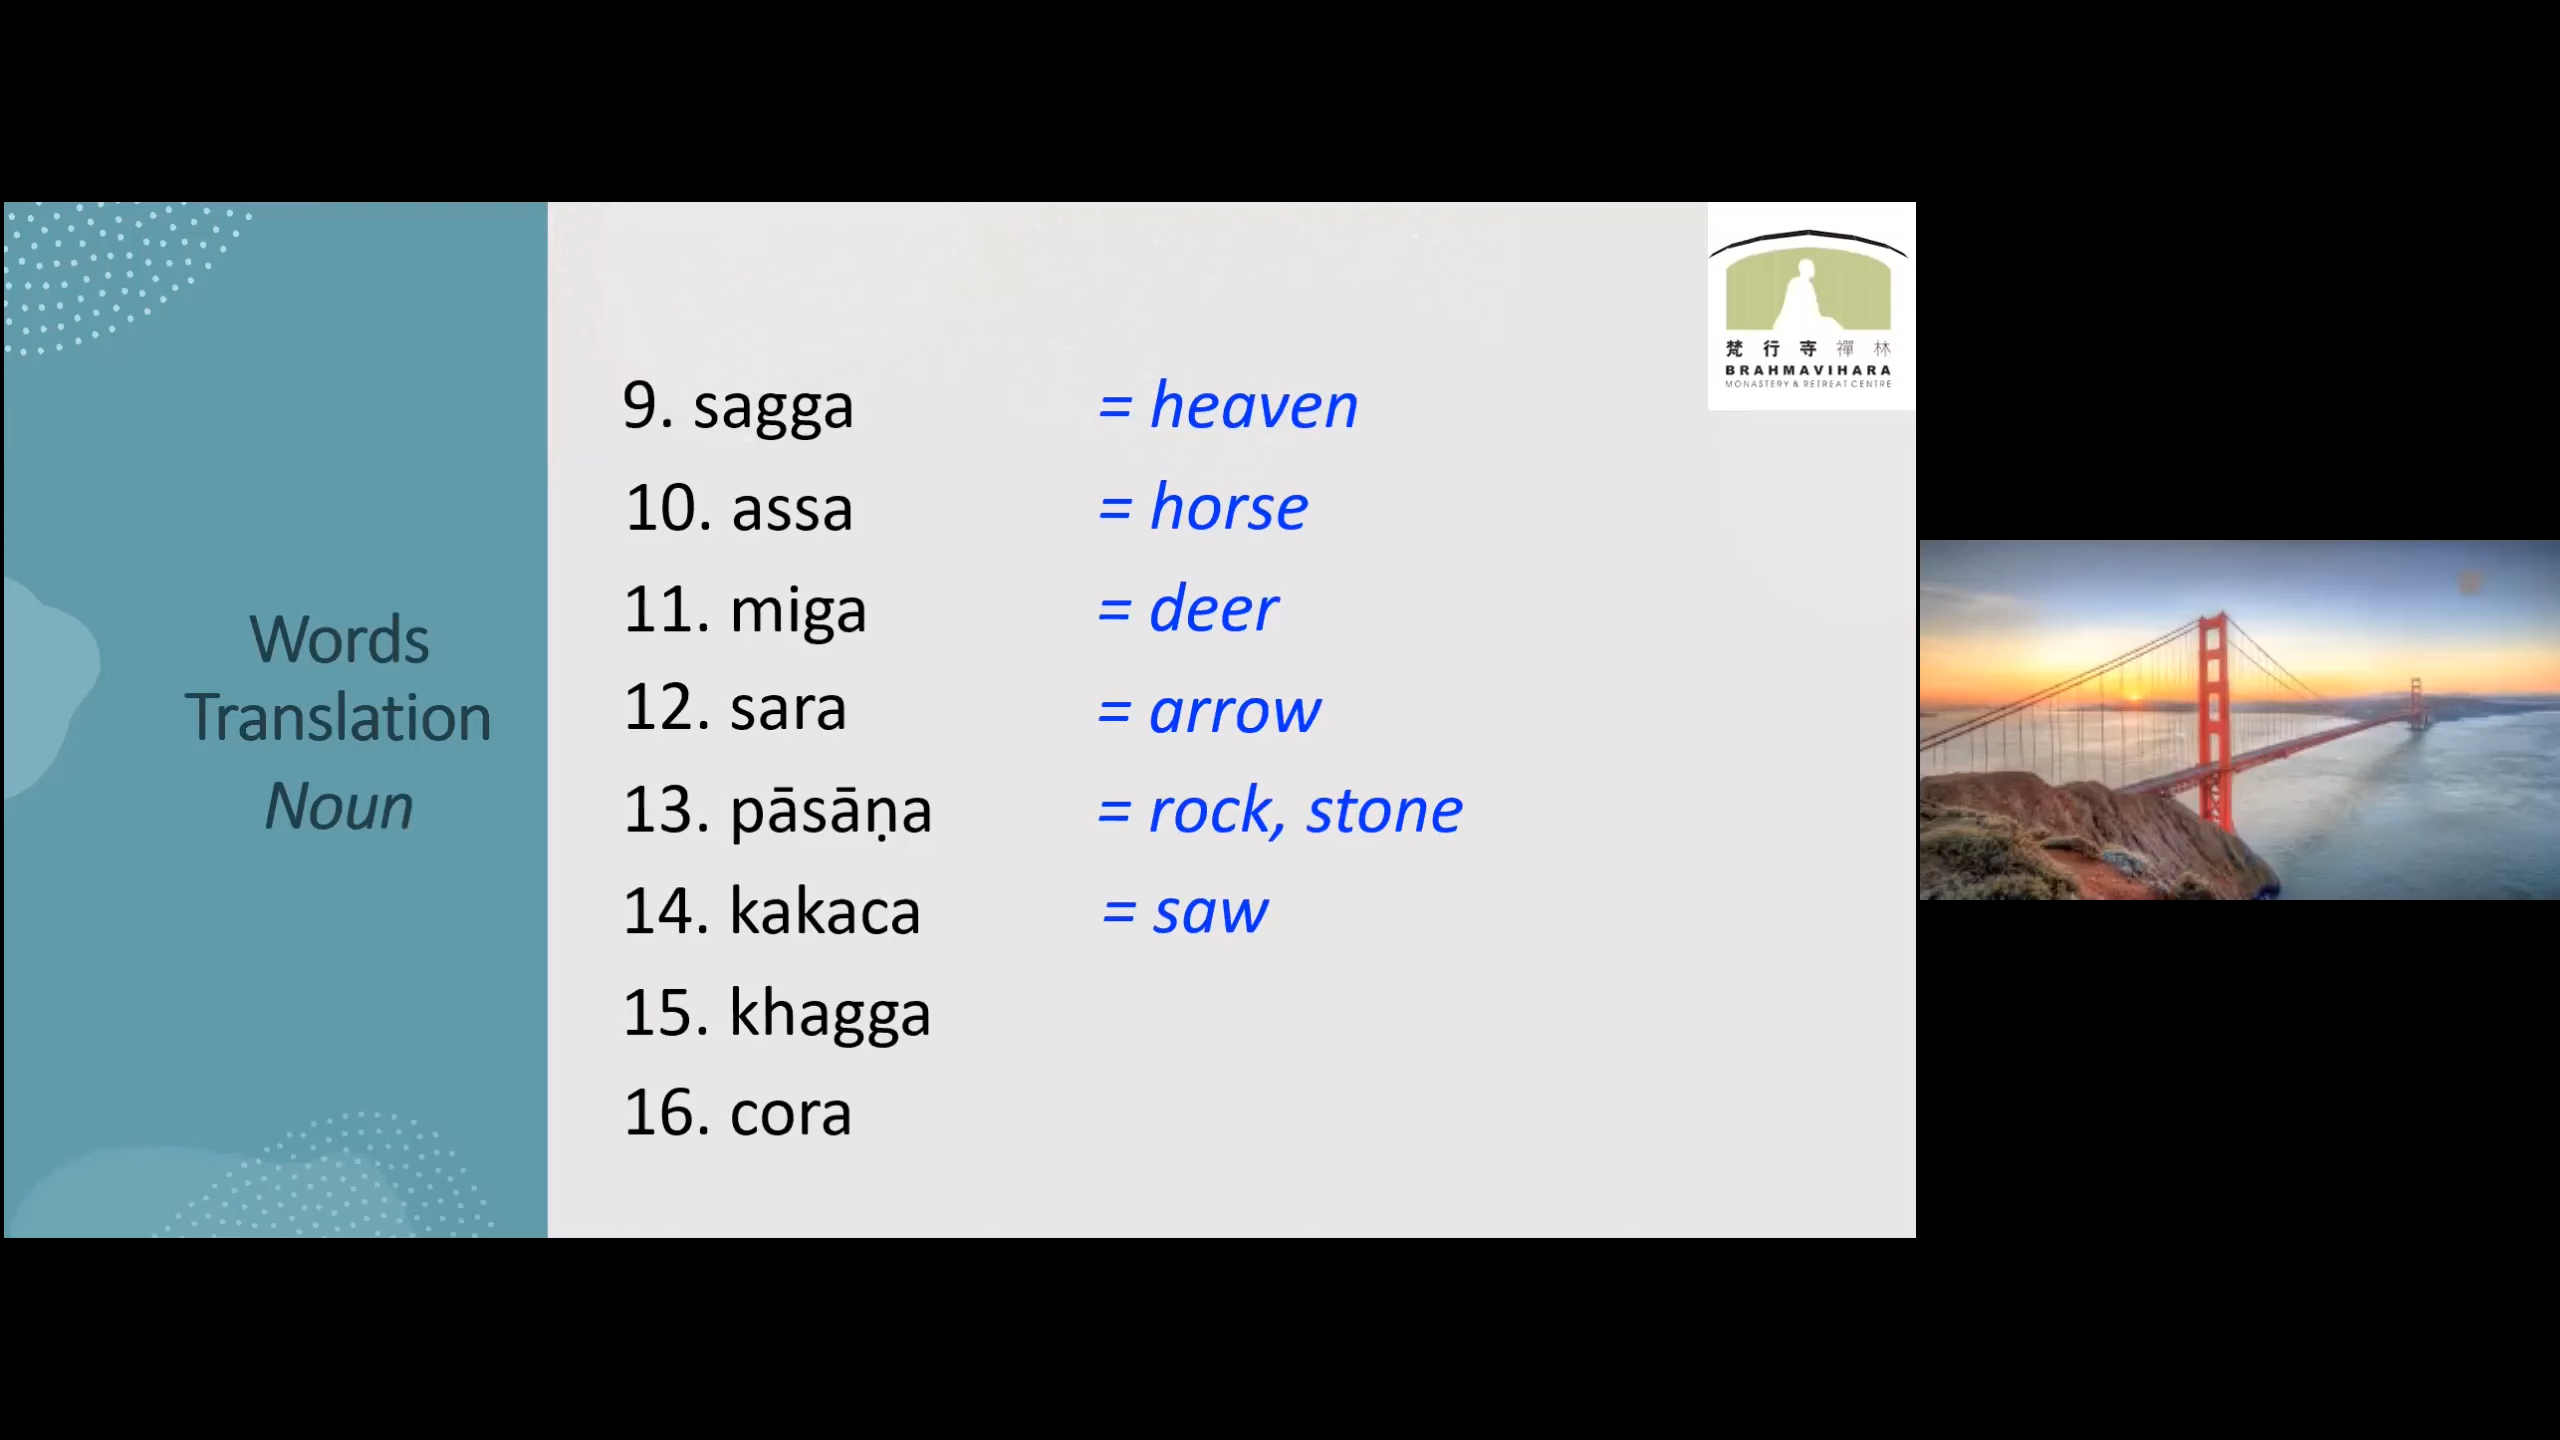 Words
Translation
Noun
9. sagga = heaven
10. assa = horse
11. miga = deer
12. sara = arrow
13. pāsāṇa = rock, stone
14. kakaca = saw
15. khagga
16. cora
梵行寺禪林
BRAHMAVIHARA
MONASTERY & RETREAT CENTRE